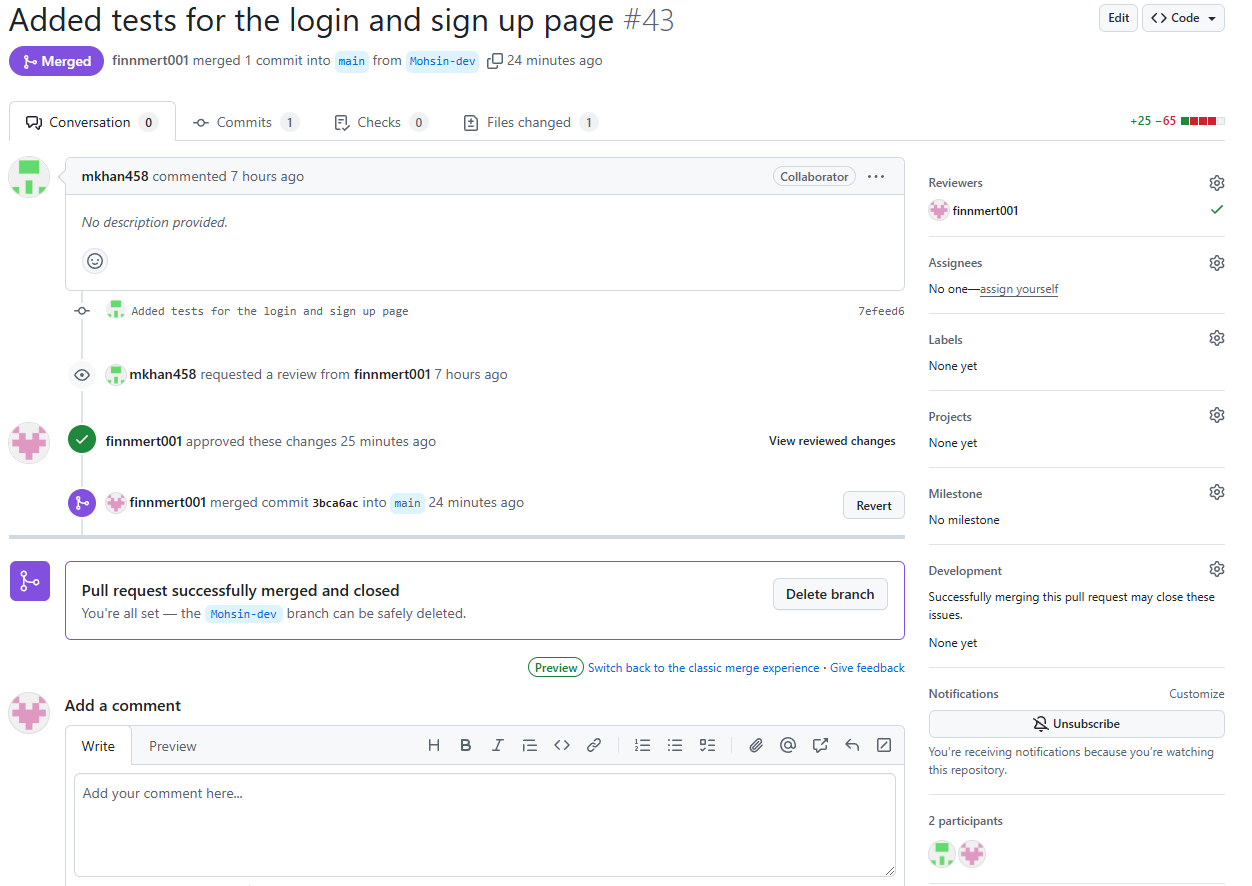 Added tests for the login and sign up page #43
Edit
Code
Merged
finnmert001 merged 1 commit into main from Mohsin-dev 24 minutes ago
Conversation 0
Commits 1
Checks 0
Files changed 1
+25 −65
mkhan458 commented 7 hours ago
Collaborator
No description provided.
Added tests for the login and sign up page
7efeed6
mkhan458 requested a review from finnmert001 7 hours ago
finnmert001 approved these changes 25 minutes ago
View reviewed changes
finnmert001 merged commit 3bca6ac into main 24 minutes ago
Revert
Pull request successfully merged and closed
You're all set — the Mohsin-dev branch can be safely deleted.
Delete branch
Preview Switch back to the classic merge experience · Give feedback
Add a comment
Write
Preview
Add your comment here...
Reviewers
finnmert001
Assignees
No one—assign yourself
Labels
None yet
Projects
None yet
Milestone
No milestone
Development
Successfully merging this pull request may close these
issues.
None yet
Notifications
Customize
Unsubscribe
You're receiving notifications because you're watching
this repository.
2 participants